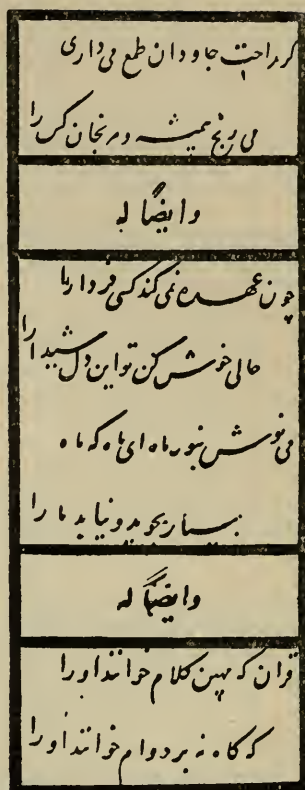 گر راحت جاودان طمع می‌داری
می رنج همیشه و مرنجان کس را
وایضاً له
چون عهده نمی‌کند کسی فردا را
حالی خوش کن تو این دل شیدا را
می نوش بنور ماه ای ماه که ماه
بسیار بجوید و نیابد ما را
وایضاً له
قرآن که بهین کلام خوانند او را
که گاه نه بر دوام خوانند او را